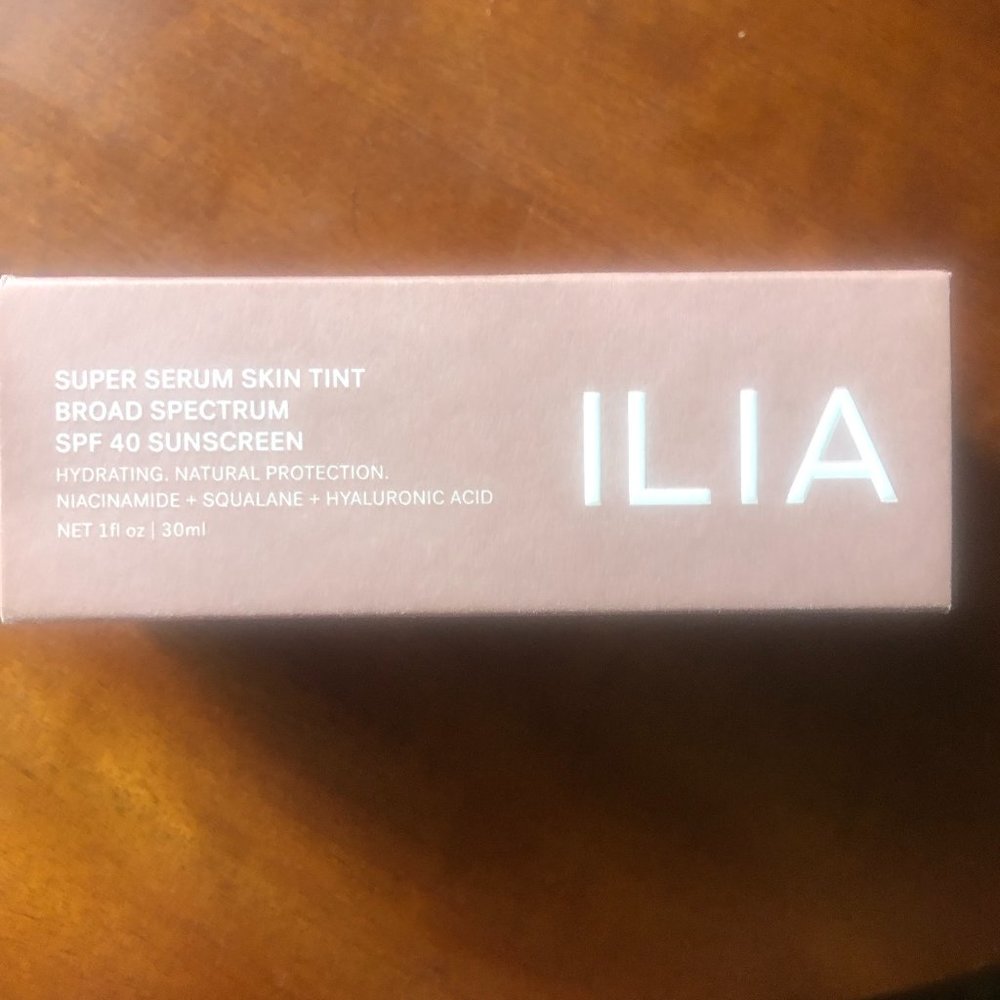 SUPER SERUM SKIN TINT
BROAD SPECTRUM
SPF 40 SUNSCREEN
HYDRATING. NATURAL PROTECTION.
NIACINAMIDE + SQUALANE + HYALURONIC ACID
NET 1fl oz | 30ml
ILIA